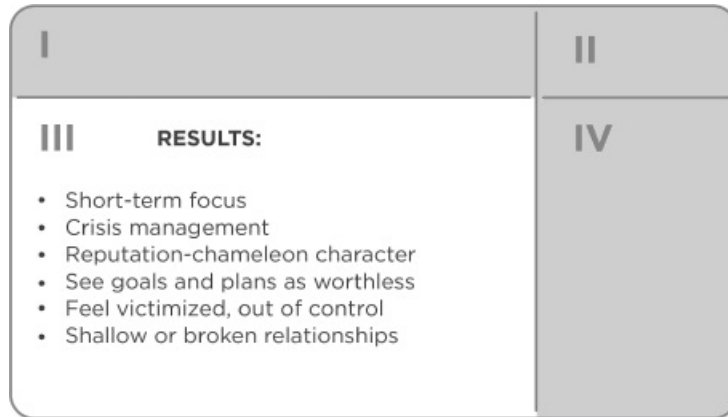 I
II
III RESULTS:
IV
• Short-term focus
• Crisis management
• Reputation-chameleon character
• See goals and plans as worthless
• Feel victimized, out of control
• Shallow or broken relationships